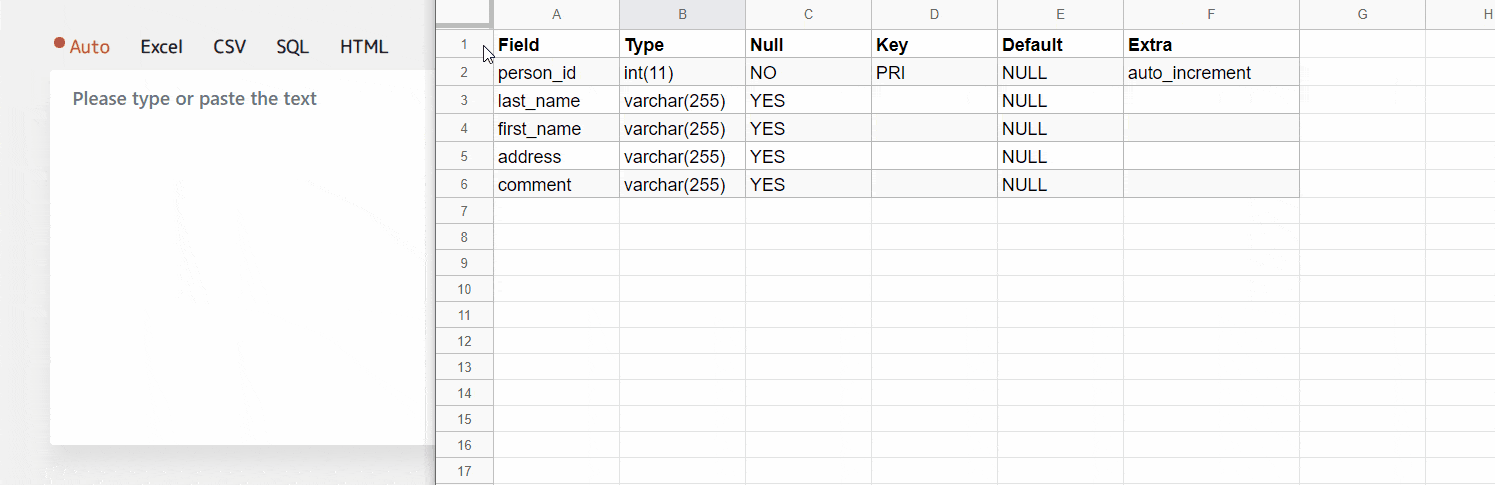 Auto Excel CSV SQL HTML
Please type or paste the text
A B C D E F G H
1 Field Type Null Key Default Extra
2 person_id int(11) NO PRI NULL auto_increment
3 last_name varchar(255) YES NULL
4 first_name varchar(255) YES NULL
5 address varchar(255) YES NULL
6 comment varchar(255) YES NULL
7
8
9
10
11
12
13
14
15
16
17